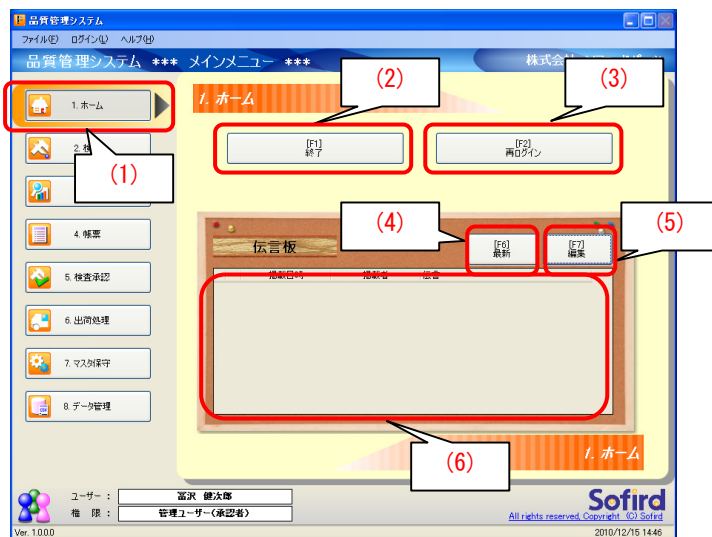 品質管理システム
ファイル(F) ログイン(L) ヘルプ(H)
品質管理システム *** メインメニュー ***
株式会
(2)
(3)
1. ホーム
1. ホーム
[F1]
終了
[F2]
再ログイン
2. 検
(1)
4. 帳票
5. 検査承認
6. 出荷処理
7. マスタ保守
8. データ管理
(4)
(5)
伝言板
[F6]
最新
[F7]
編集
掲載日時 掲載者 伝言
(6)
1. ホーム
ユーザー : 冨沢 健次郎
権 限 : 管理ユーザー(承認者)
Sofird
All rights reserved, Copyright (C) Sofird
Ver. 1.0.0.0
2010/12/15 14:46